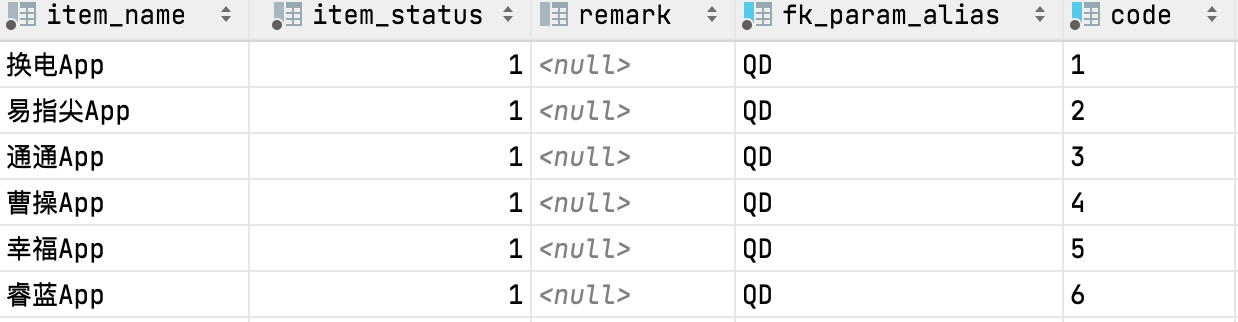 item_name item_status remark fk_param_alias code
换电App 1 <null> QD 1
易指尖App 1 <null> QD 2
通通App 1 <null> QD 3
曹操App 1 <null> QD 4
幸福App 1 <null> QD 5
睿蓝App 1 <null> QD 6